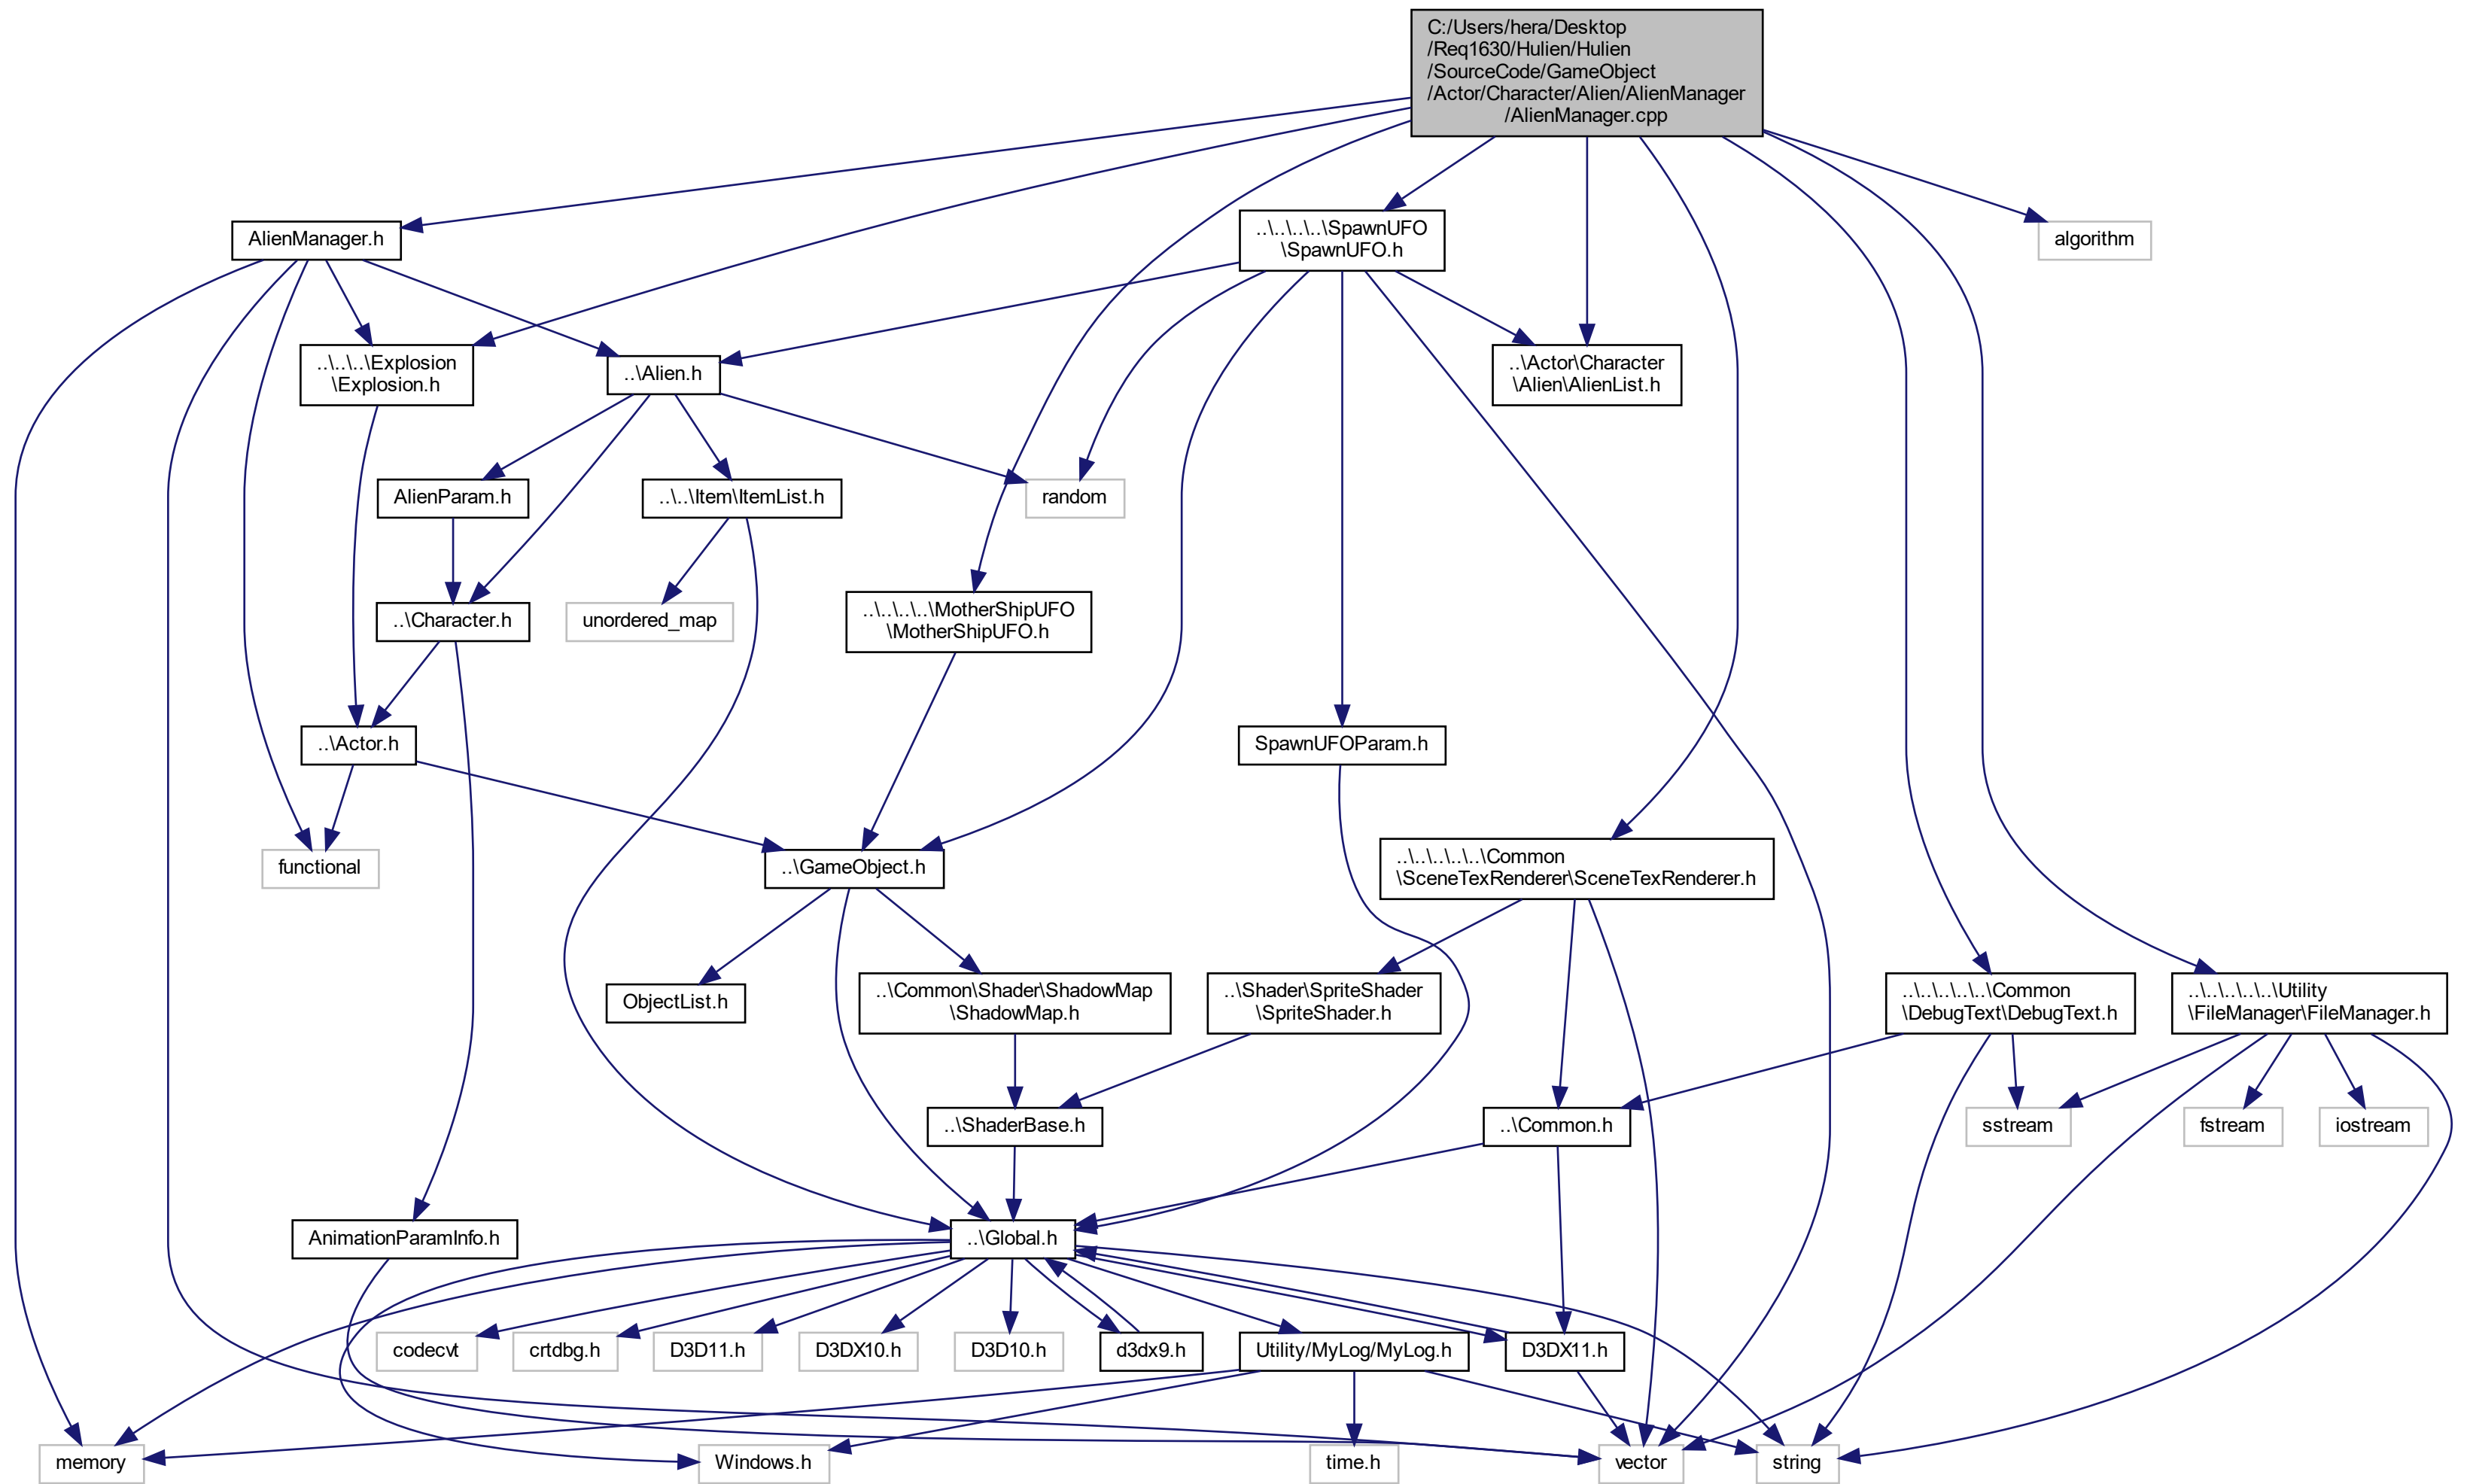 C:/Users/hera/Desktop
/Req1630/Hulien/Hulien
/SourceCode/GameObject
/Actor/Character/Alien/AlienManager
/AlienManager.cpp
AlienManager.h
..\..\..\..\SpawnUFO
\SpawnUFO.h
algorithm
..\..\..\Explosion
\Explosion.h
..\Alien.h
..\Actor\Character
\Alien\AlienList.h
AlienParam.h
..\..\Item\ItemList.h
random
..\Character.h
unordered_map
..\..\..\..\MotherShipUFO
\MotherShipUFO.h
..\Actor.h
SpawnUFOParam.h
functional
..\GameObject.h
..\..\..\..\..\Common
\SceneTexRenderer\SceneTexRenderer.h
ObjectList.h
..\Common\Shader\ShadowMap
\ShadowMap.h
..\Shader\SpriteShader
\SpriteShader.h
..\..\..\..\..\Common
\DebugText\DebugText.h
..\..\..\..\..\Utility
\FileManager\FileManager.h
..\ShaderBase.h
..\Common.h
sstream
fstream
iostream
AnimationParamInfo.h
..\Global.h
codecvt
crtdbg.h
D3D11.h
D3DX10.h
D3D10.h
d3dx9.h
Utility/MyLog/MyLog.h
D3DX11.h
memory
Windows.h
time.h
vector
string